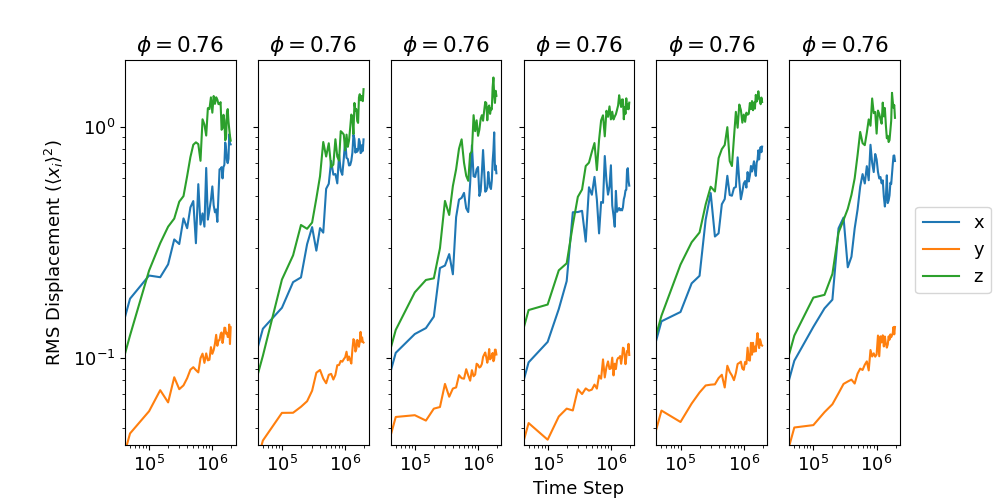 ϕ = 0.76 ϕ = 0.76 ϕ = 0.76 ϕ = 0.76 ϕ = 0.76 ϕ = 0.76
RMS Displacement (⟨x_i⟩²)
10⁰
10⁻¹
10⁵ 10⁶ 10⁵ 10⁶ 10⁵ 10⁶ 10⁵ 10⁶ 10⁵ 10⁶ 10⁵ 10⁶
Time Step
x
y
z